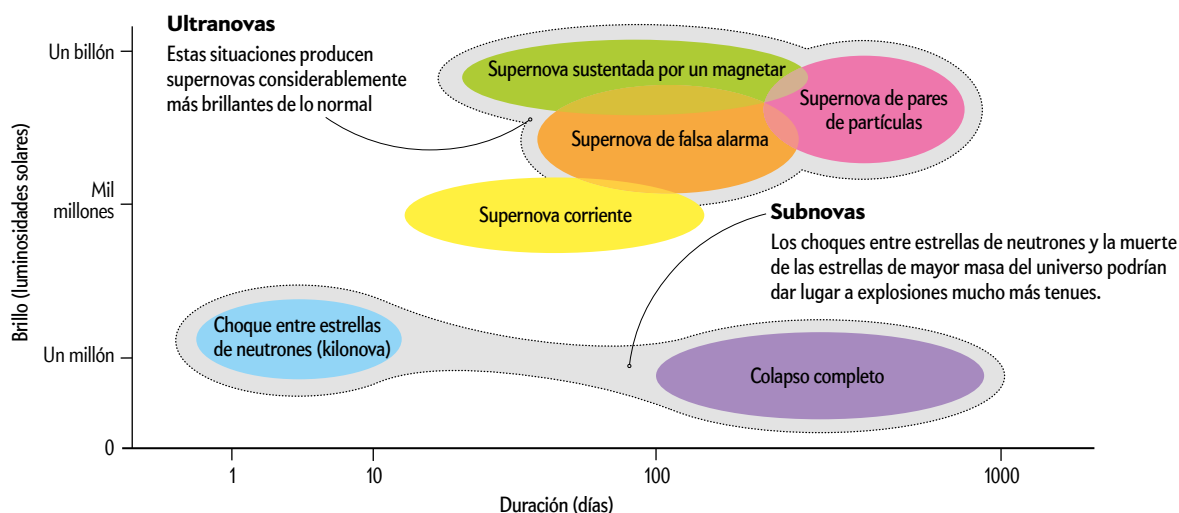 Ultranovas
Estas situaciones producen
supernovas considerablemente
más brillantes de lo normal
Un billón
Mil
millones
Un millón
0
Brillo (luminosidades solares)
Supernova sustentada por un magnetar
Supernova de pares
de partículas
Supernova de falsa alarma
Supernova corriente
Subnovas
Los choques entre estrellas de neutrones y la muerte
de las estrellas de mayor masa del universo podrían
dar lugar a explosiones mucho más tenues.
Choque entre estrellas
de neutrones (kilonova)
Colapso completo
1
10
100
1000
Duración (días)